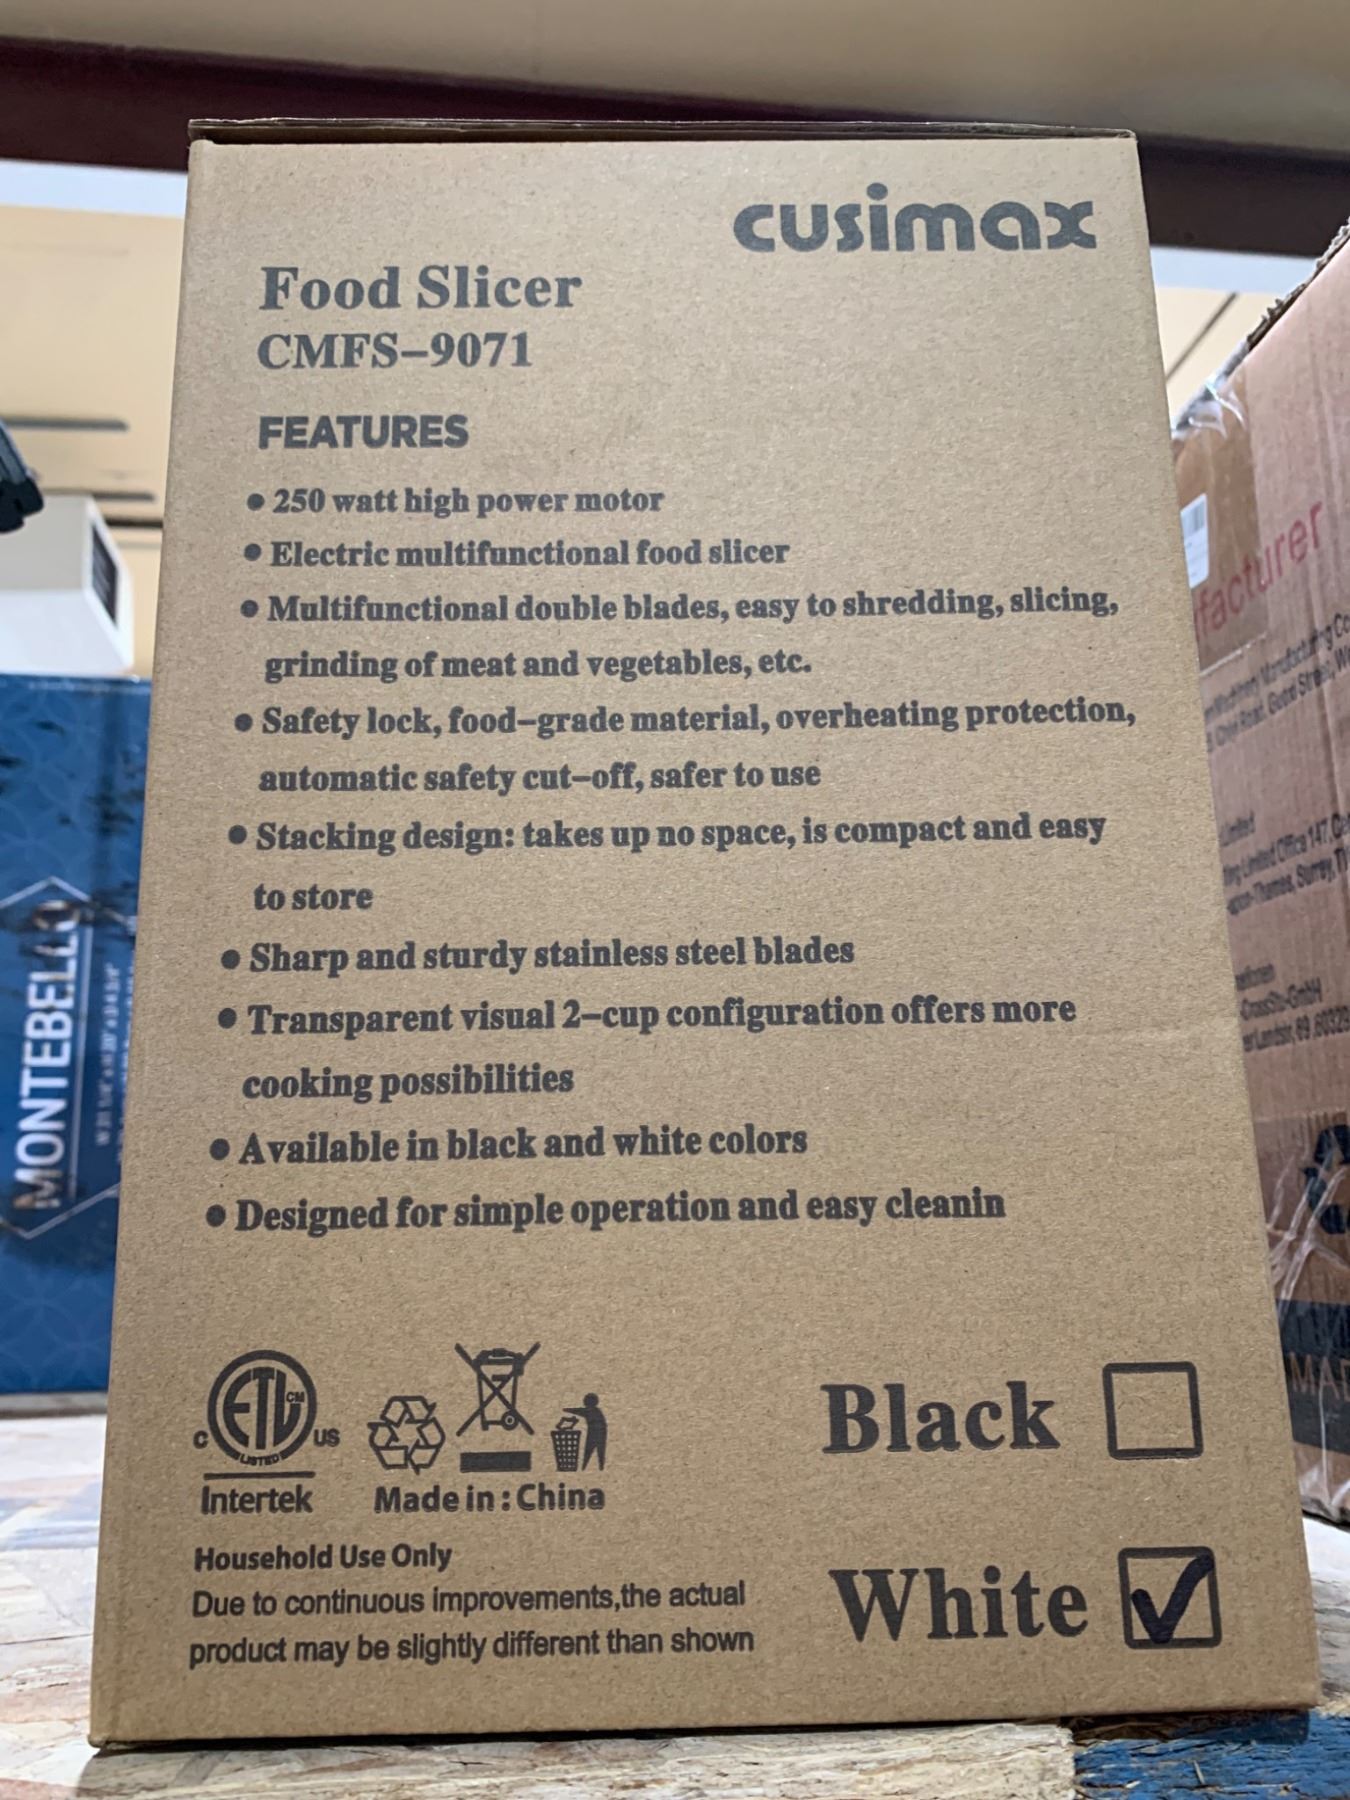 cusimax
Food Slicer
CMFS-9071
FEATURES
● 250 watt high power motor
● Electric multifunctional food slicer
● Multifunctional double blades, easy to shredding, slicing,
grinding of meat and vegetables, etc.
● Safety lock, food-grade material, overheating protection,
automatic safety cut-off, safer to use
● Stacking design: takes up no space, is compact and easy
to store
● Sharp and sturdy stainless steel blades
● Transparent visual 2-cup configuration offers more
cooking possibilities
● Available in black and white colors
● Designed for simple operation and easy cleanin
C ETL CM US
LISTED
Intertek
Made in : China
Household Use Only
Due to continuous improvements,the actual
product may be slightly different than shown
Black
White
MONTEBELLO
facturer
Limited